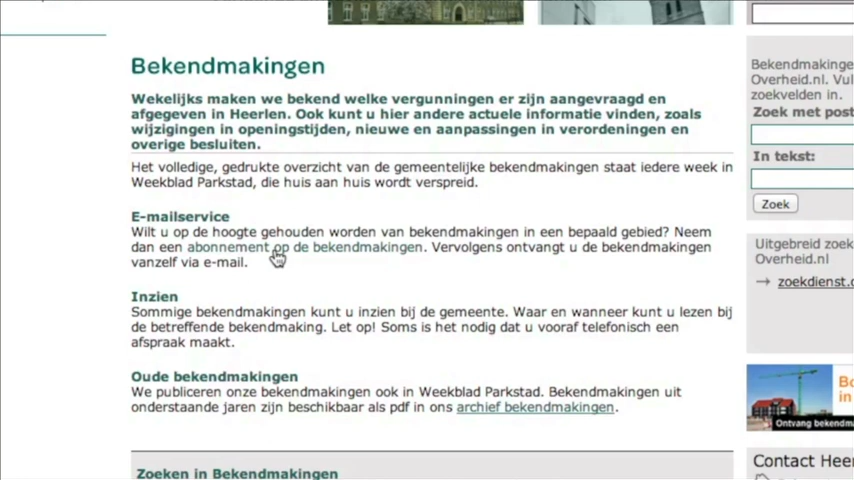 Bekendmakingen
Wekelijks maken we bekend welke vergunningen er zijn aangevraagd en
afgegeven in Heerlen. Ook kunt u hier andere actuele informatie vinden, zoals
wijzigingen in openingstijden, nieuwe en aanpassingen in verordeningen en
overige besluiten.
Het volledige, gedrukte overzicht van de gemeentelijke bekendmakingen staat iedere week in
Weekblad Parkstad, die huis aan huis wordt verspreid.
E-mailservice
Wilt u op de hoogte gehouden worden van bekendmakingen in een bepaald gebied? Neem
dan een abonnement op de bekendmakingen. Vervolgens ontvangt u de bekendmakingen
vanzelf via e-mail.
Inzien
Sommige bekendmakingen kunt u inzien bij de gemeente. Waar en wanneer kunt u lezen bij
de betreffende bekendmaking. Let op! Soms is het nodig dat u vooraf telefonisch een
afspraak maakt.
Oude bekendmakingen
We publiceren onze bekendmakingen ook in Weekblad Parkstad. Bekendmakingen uit
onderstaande jaren zijn beschikbaar als pdf in ons archief bekendmakingen.
Zoeken in Bekendmakingen
Bekendmakinge
Overheid.nl. Vul
zoekvelden in.
Zoek met post
In tekst:
Zoek
Uitgebreid zoek
Overheid.nl
→ zoekdienst.o
Bo
in
Ontvang bekendm
Contact Heer